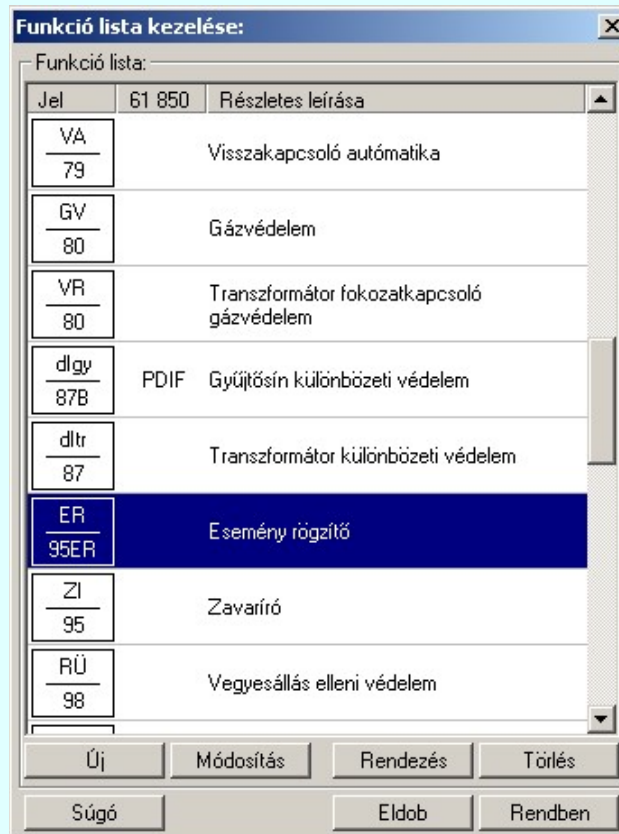 Funkció lista kezelése:
Funkció lista:
Jel 61 850 Részletes leírása
VA
79
Visszakapcsoló autómatika
GV
80
Gázvédelem
VR
80
Transzformátor fokozatkapcsoló
gázvédelem
dlgy
87B
PDIF Gyűjtősín különbözeti védelem
dltr
87
Transzformátor különbözeti védelem
ER
95ER
Esemény rögzítő
ZI
95
Zavaríró
RÜ
98
Vegyesállás elleni védelem
Új Módosítás Rendezés Törlés
Súgó Eldob Rendben